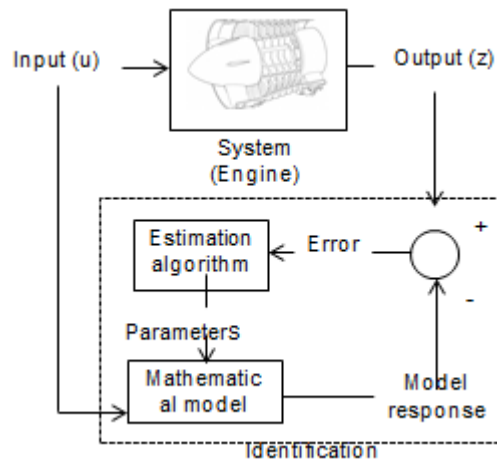 Input (u)
Output (z)
System
(Engine)
+
Estimation
algorithm
Error
-
Parameters
Mathematic
al model
Model
response
Identification